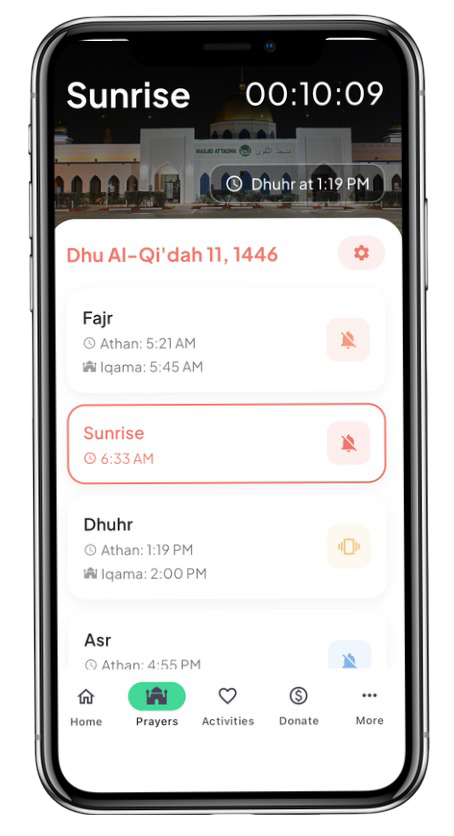 Sunrise
00:10:09
MASJID ATTAQWA مسجد التقوى
Dhuhr at 1:19 PM
Dhu Al-Qi'dah 11, 1446
Fajr
Athan: 5:21 AM
Iqama: 5:45 AM
Sunrise
6:33 AM
Dhuhr
Athan: 1:19 PM
Iqama: 2:00 PM
Asr
Athan: 4:55 PM
Home
Prayers
Activities
Donate
More